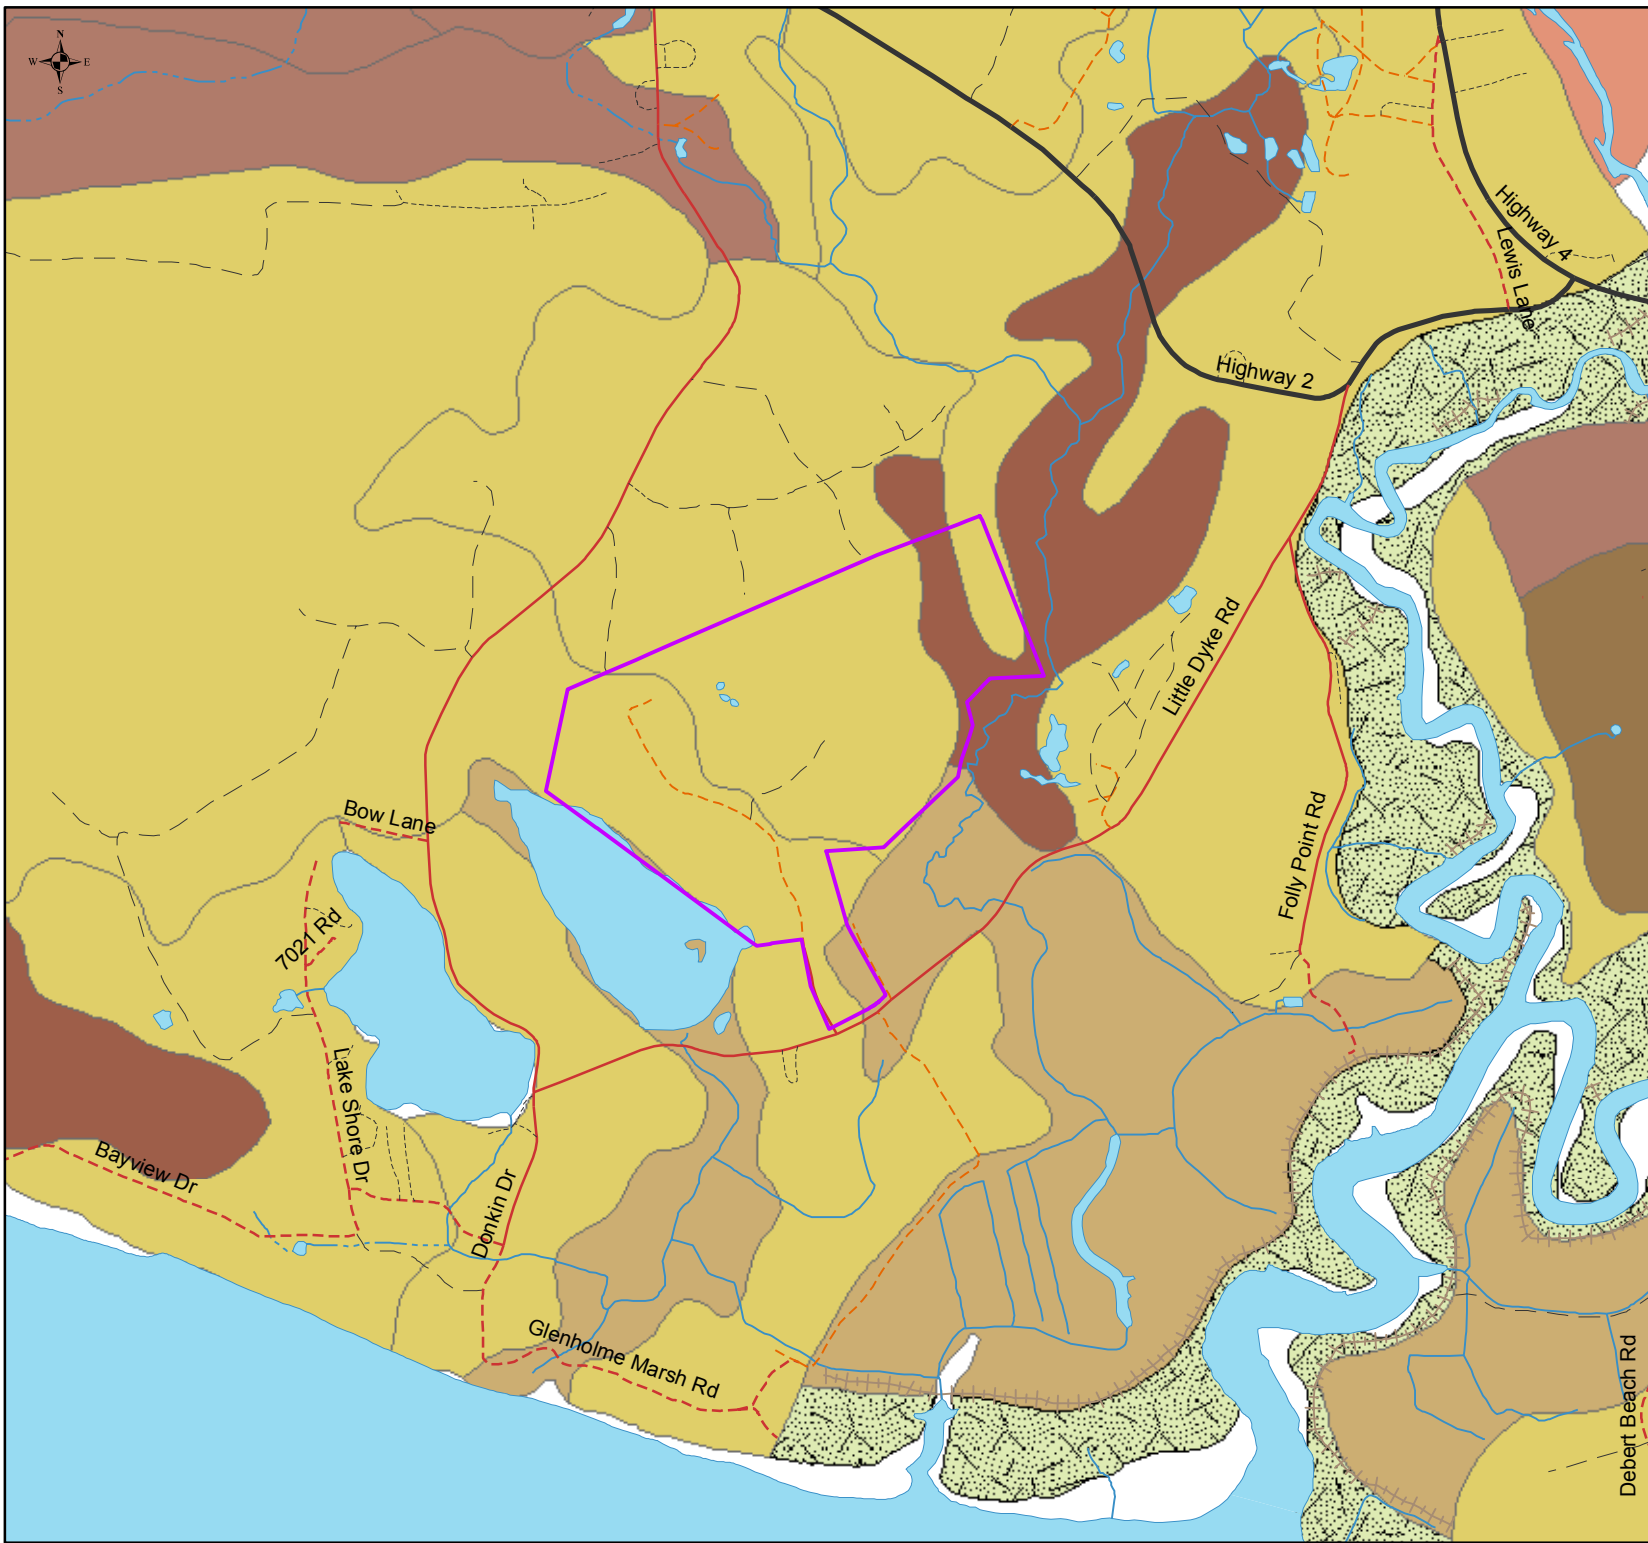 N
W E
S
Highway 4
Lewis Lane
Highway 2
Little Dyke Rd
Bow Lane
Folly Point Rd
7021 Rd
Lake Shore Dr
Bayview Dr
Donkin Dr
Glenholme Marsh Rd
Debert Beach Rd